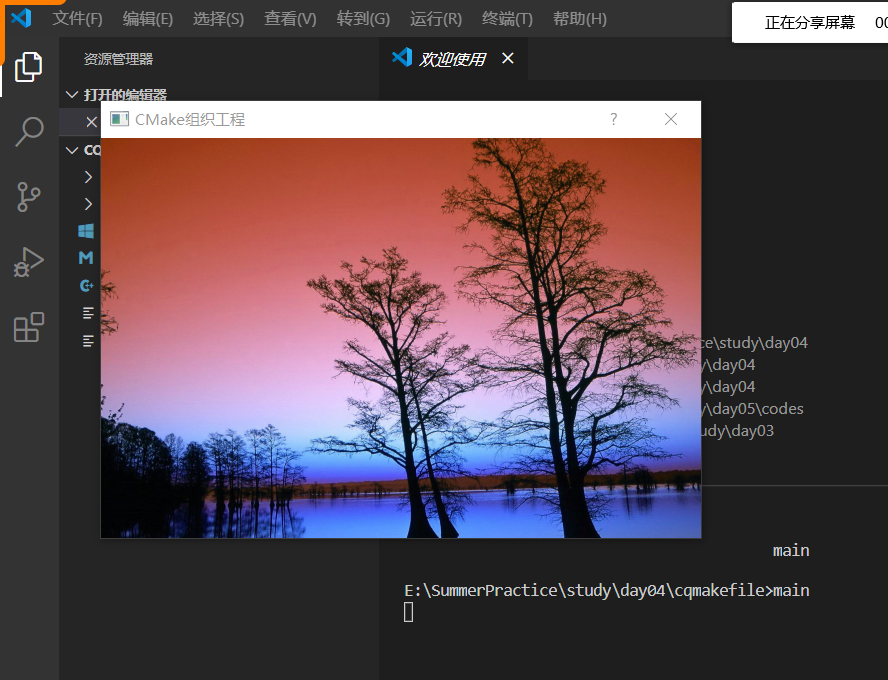 文件(F) 编辑(E) 选择(S) 查看(V) 转到(G) 运行(R) 终端(T) 帮助(H)
正在分享屏幕 00
资源管理器
欢迎使用
打开的编辑器
CMake组织工程 ?
CQ
ce\study\day04
y\day04
y\day04
y\day05\codes
udy\day03
main
E:\SummerPractice\study\day04\cqmakefile>main